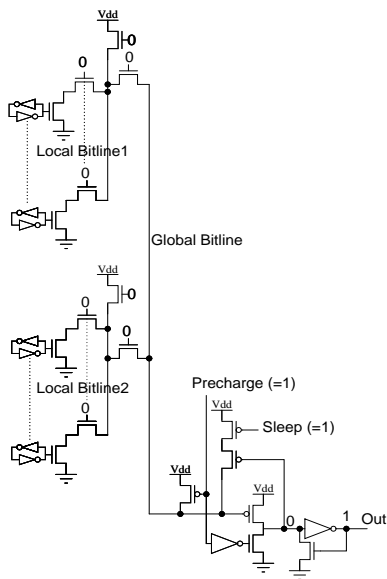 Vdd
0
0
0
Local Bitline1
0
Global Bitline
Vdd
0
0
0
Local Bitline2
0
Precharge (=1)
Vdd
Sleep (=1)
Vdd
Vdd
0
1
Out